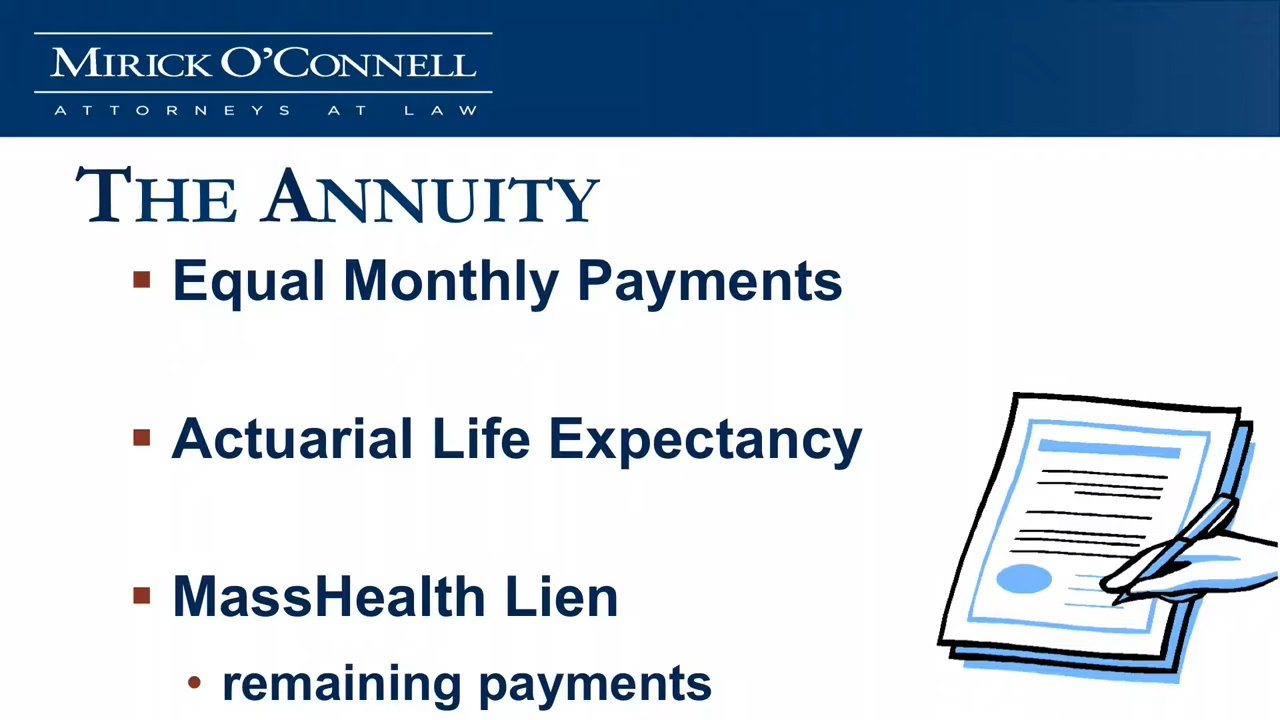 MIRICK O'CONNELL
ATTORNEYS AT LAW
THE ANNUITY
▪ Equal Monthly Payments
▪ Actuarial Life Expectancy
▪ MassHealth Lien
• remaining payments